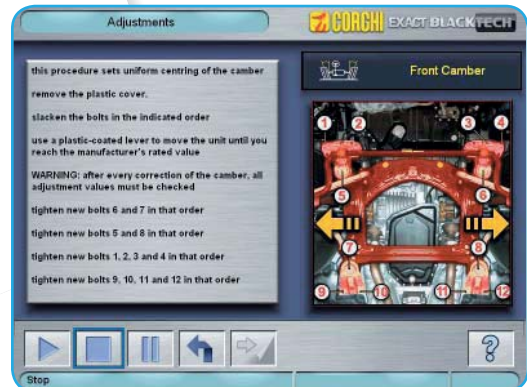 Adjustments
CORGHI EXACT BLACKTECH
this procedure sets uniform centring of the camber
remove the plastic cover.
slacken the bolts in the indicated order
use a plastic-coated lever to move the unit until you
reach the manufacturer's rated value
WARNING: after every correction of the camber, all
adjustment values must be checked
tighten new bolts 6 and 7 in that order
tighten new bolts 5 and 8 in that order
tighten new bolts 1, 2, 3 and 4 in that order
tighten new bolts 9, 10, 11 and 12 in that order
Front Camber
1 2 3 4
5 6
7 8
9 10 11 12
?
Stop